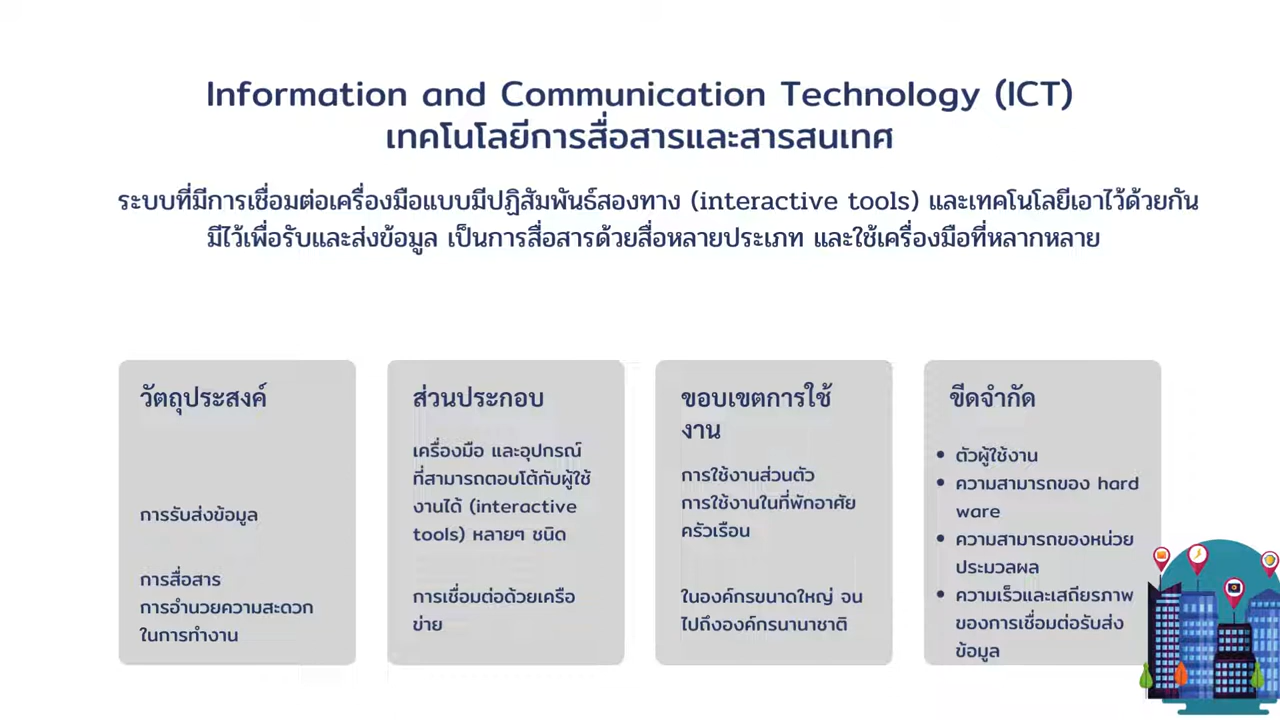 Information and Communication Technology (ICT)
เทคโนโลยีการสื่อสารและสารสนเทศ
ระบบที่มีการเชื่อมต่อเครื่องมือแบบมีปฏิสัมพันธ์สองทาง (interactive tools) และเทคโนโลยีเอาไว้ด้วยกัน
มีไว้เพื่อรับและส่งข้อมูล เป็นการสื่อสารด้วยสื่อหลายประเภท และใช้เครื่องมือที่หลากหลาย
วัตถุประสงค์
การรับส่งข้อมูล
การสื่อสาร
การอำนวยความสะดวก
ในการทำงาน
ส่วนประกอบ
เครื่องมือ และอุปกรณ์
ที่สามารถตอบโต้กับผู้ใช้
งานได้ (interactive
tools) หลายๆ ชนิด
การเชื่อมต่อด้วยเครือ
ข่าย
ขอบเขตการใช้
งาน
การใช้งานส่วนตัว
การใช้งานในที่พักอาศัย
ครัวเรือน
ในองค์กรขนาดใหญ่ จน
ไปถึงองค์กรนานาชาติ
ขีดจำกัด
• ตัวผู้ใช้งาน
• ความสามารถของ hard
ware
• ความสามารถของหน่วย
ประมวลผล
• ความเร็วและเสถียรภาพ
ของการเชื่อมต่อรับส่ง
ข้อมูล